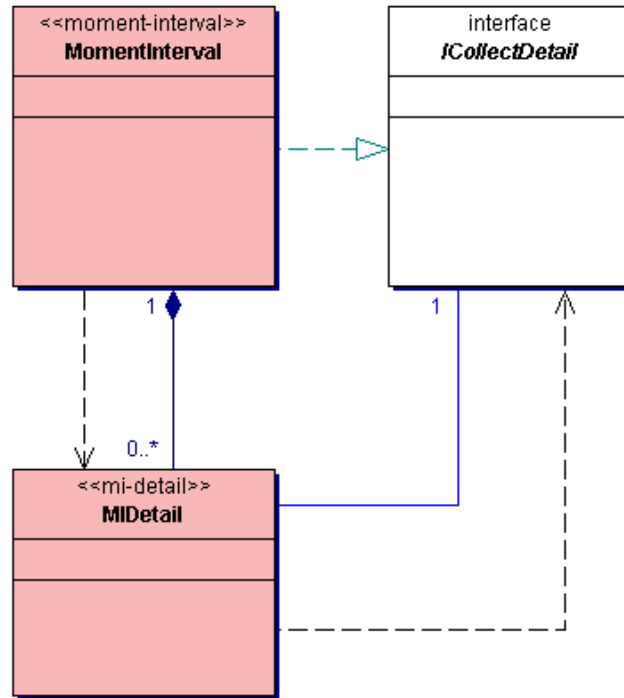 <<moment-interval>>
MomentInterval
interface
ICollectDetail
1
1
0..*
<<mi-detail>>
MIDetail